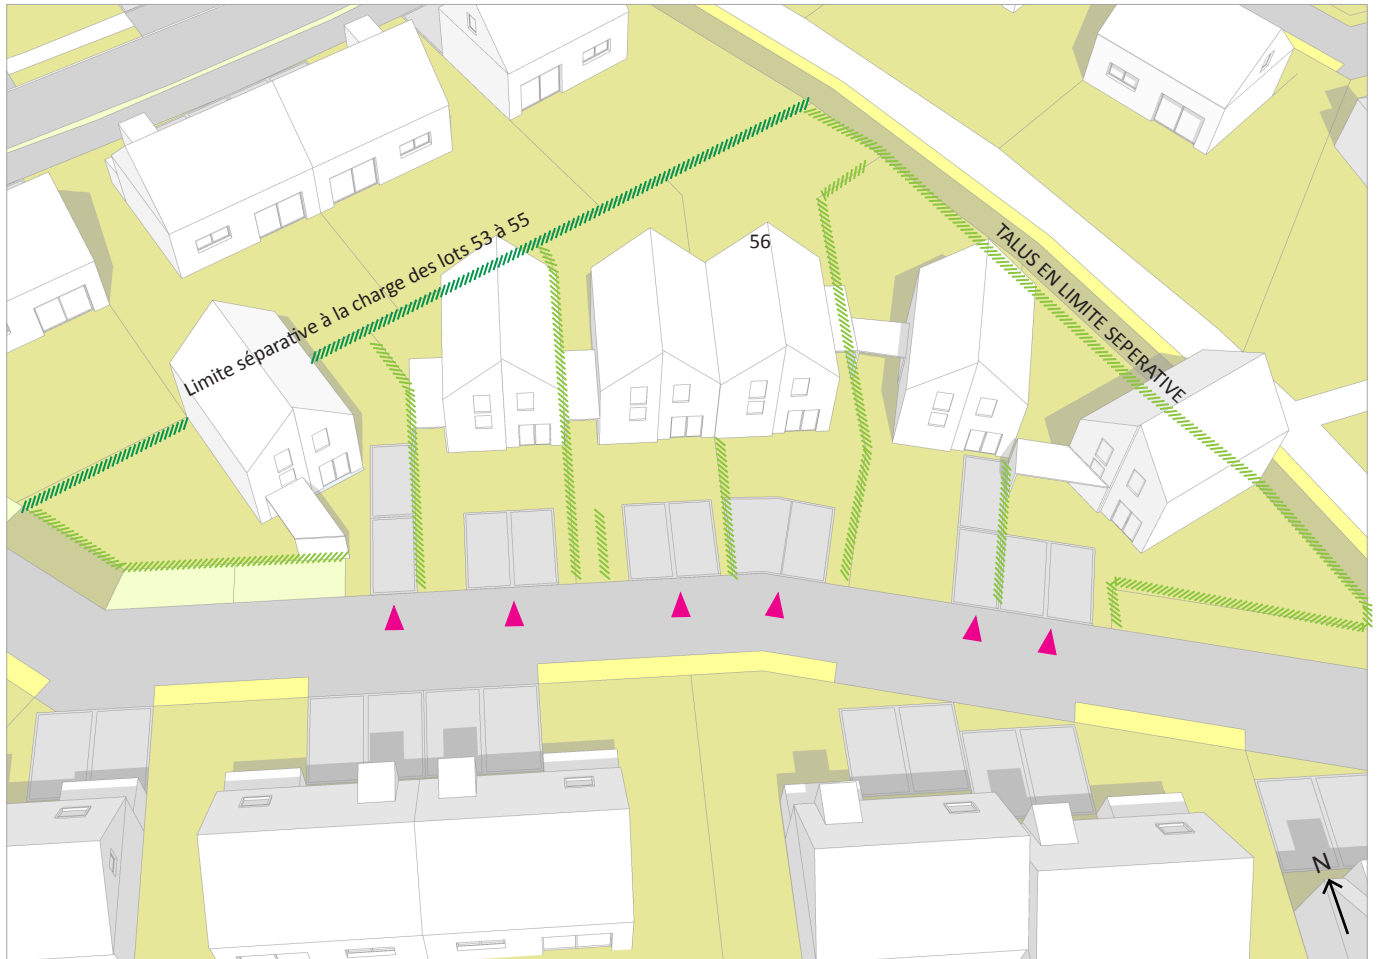 Limite séparative à la charge des lots 53 à 55
56
TALUS EN LIMITE SEPERATIVE
N